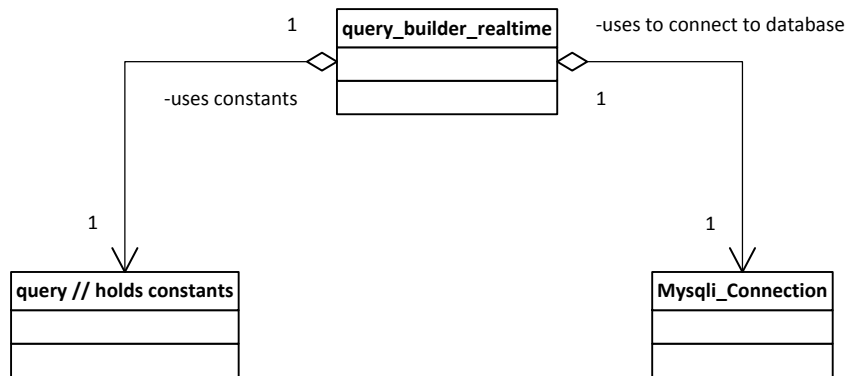 1
query_builder_realtime
-uses to connect to database
-uses constants
1
1
1
query // holds constants
Mysqli_Connection